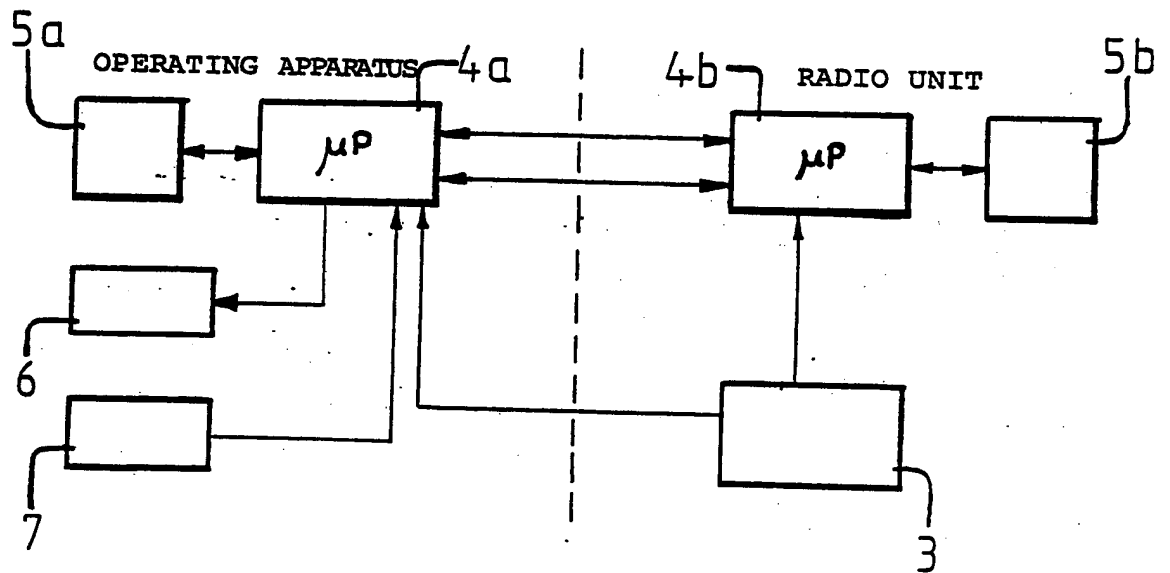 5a
OPERATING APPARATUS
4a
4b
RADIO UNIT
5b
μP
μP
6
7
3